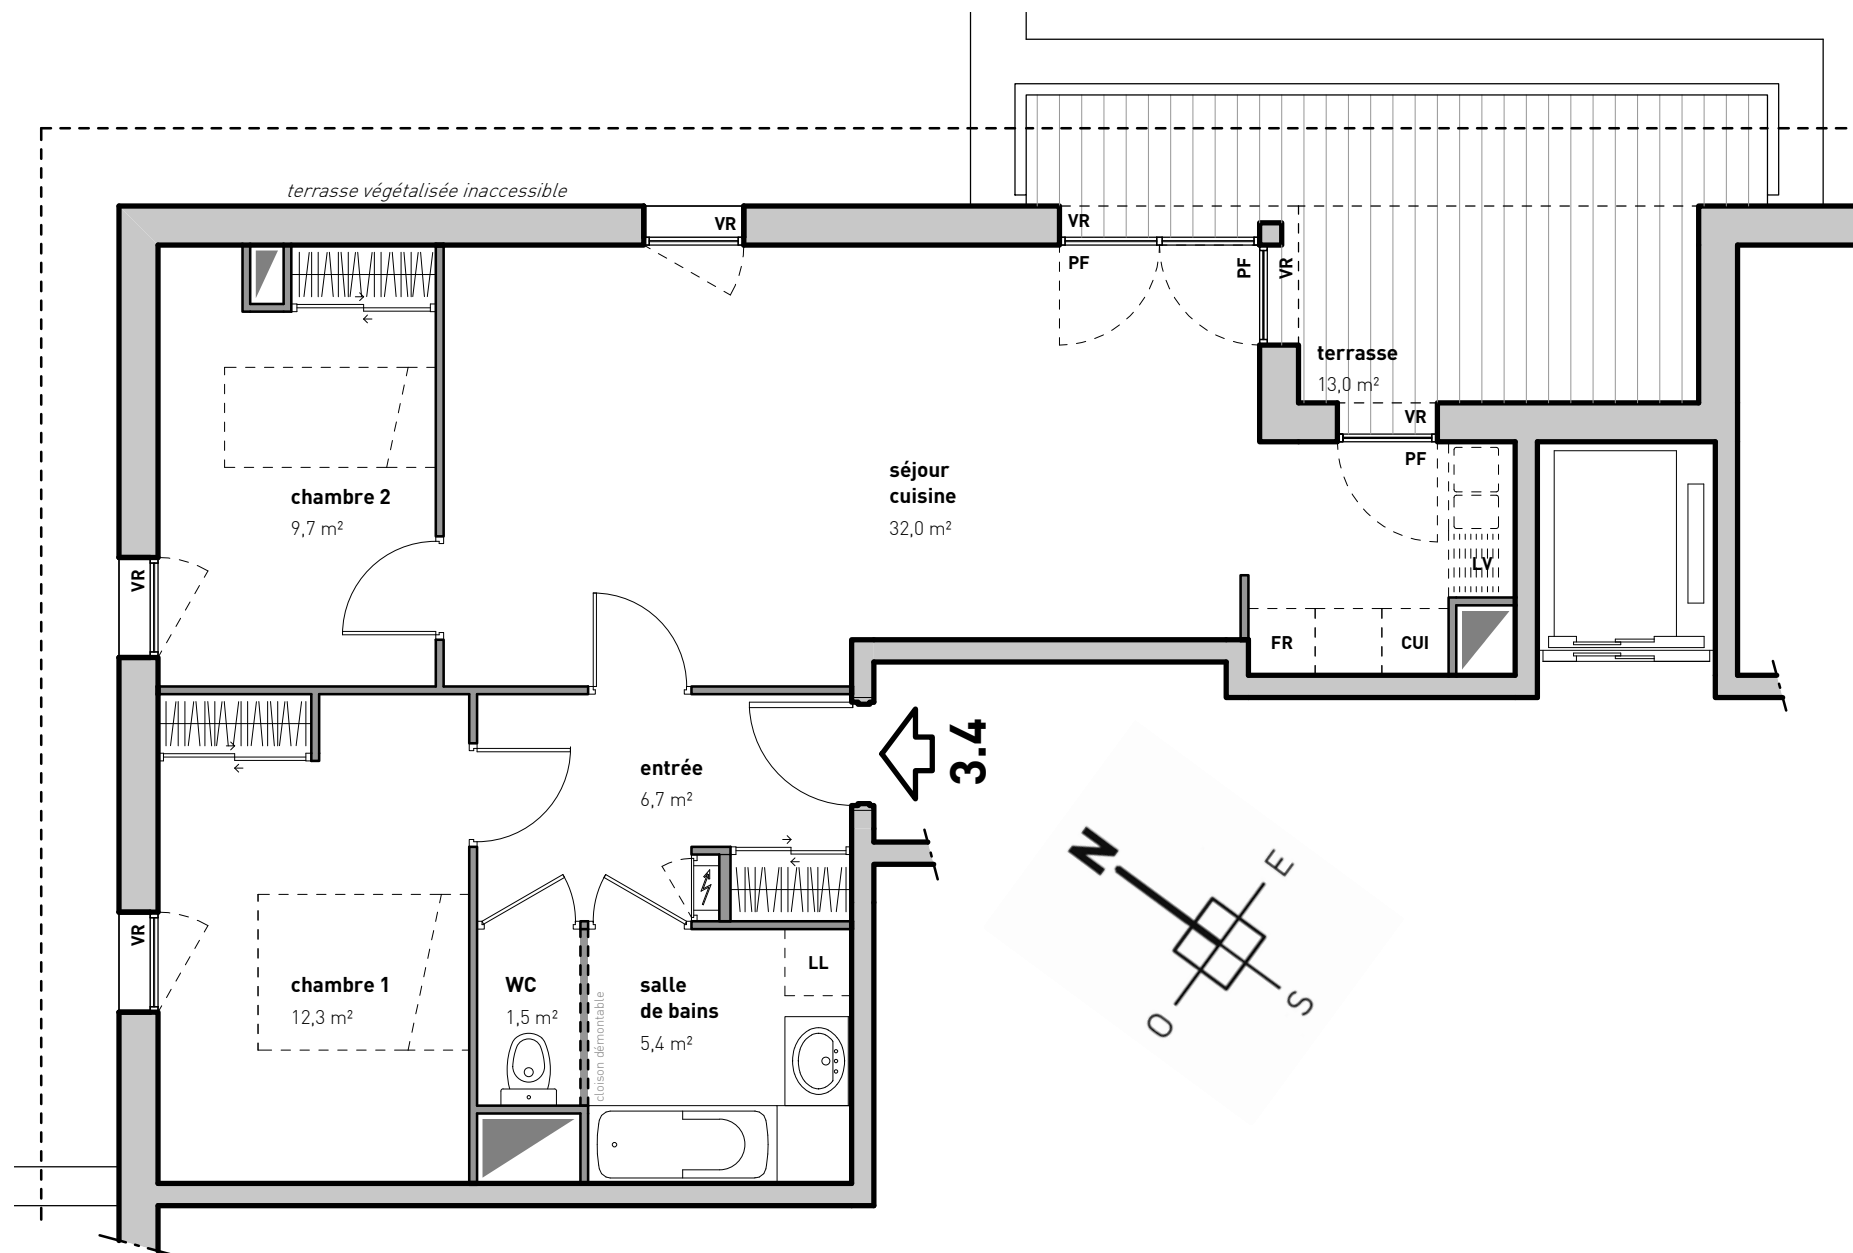 terrasse végétalisée inaccessible
VR
VR
PF
PF
VR
terrasse
13,0 m²
VR
PF
séjour
cuisine
32,0 m²
chambre 2
9,7 m²
VR
LV
FR
CUI
3.4
entrée
6,7 m²
N
E
S
O
VR
chambre 1
12,3 m²
WC
1,5 m²
cloison démontable
salle
de bains
5,4 m²
LL